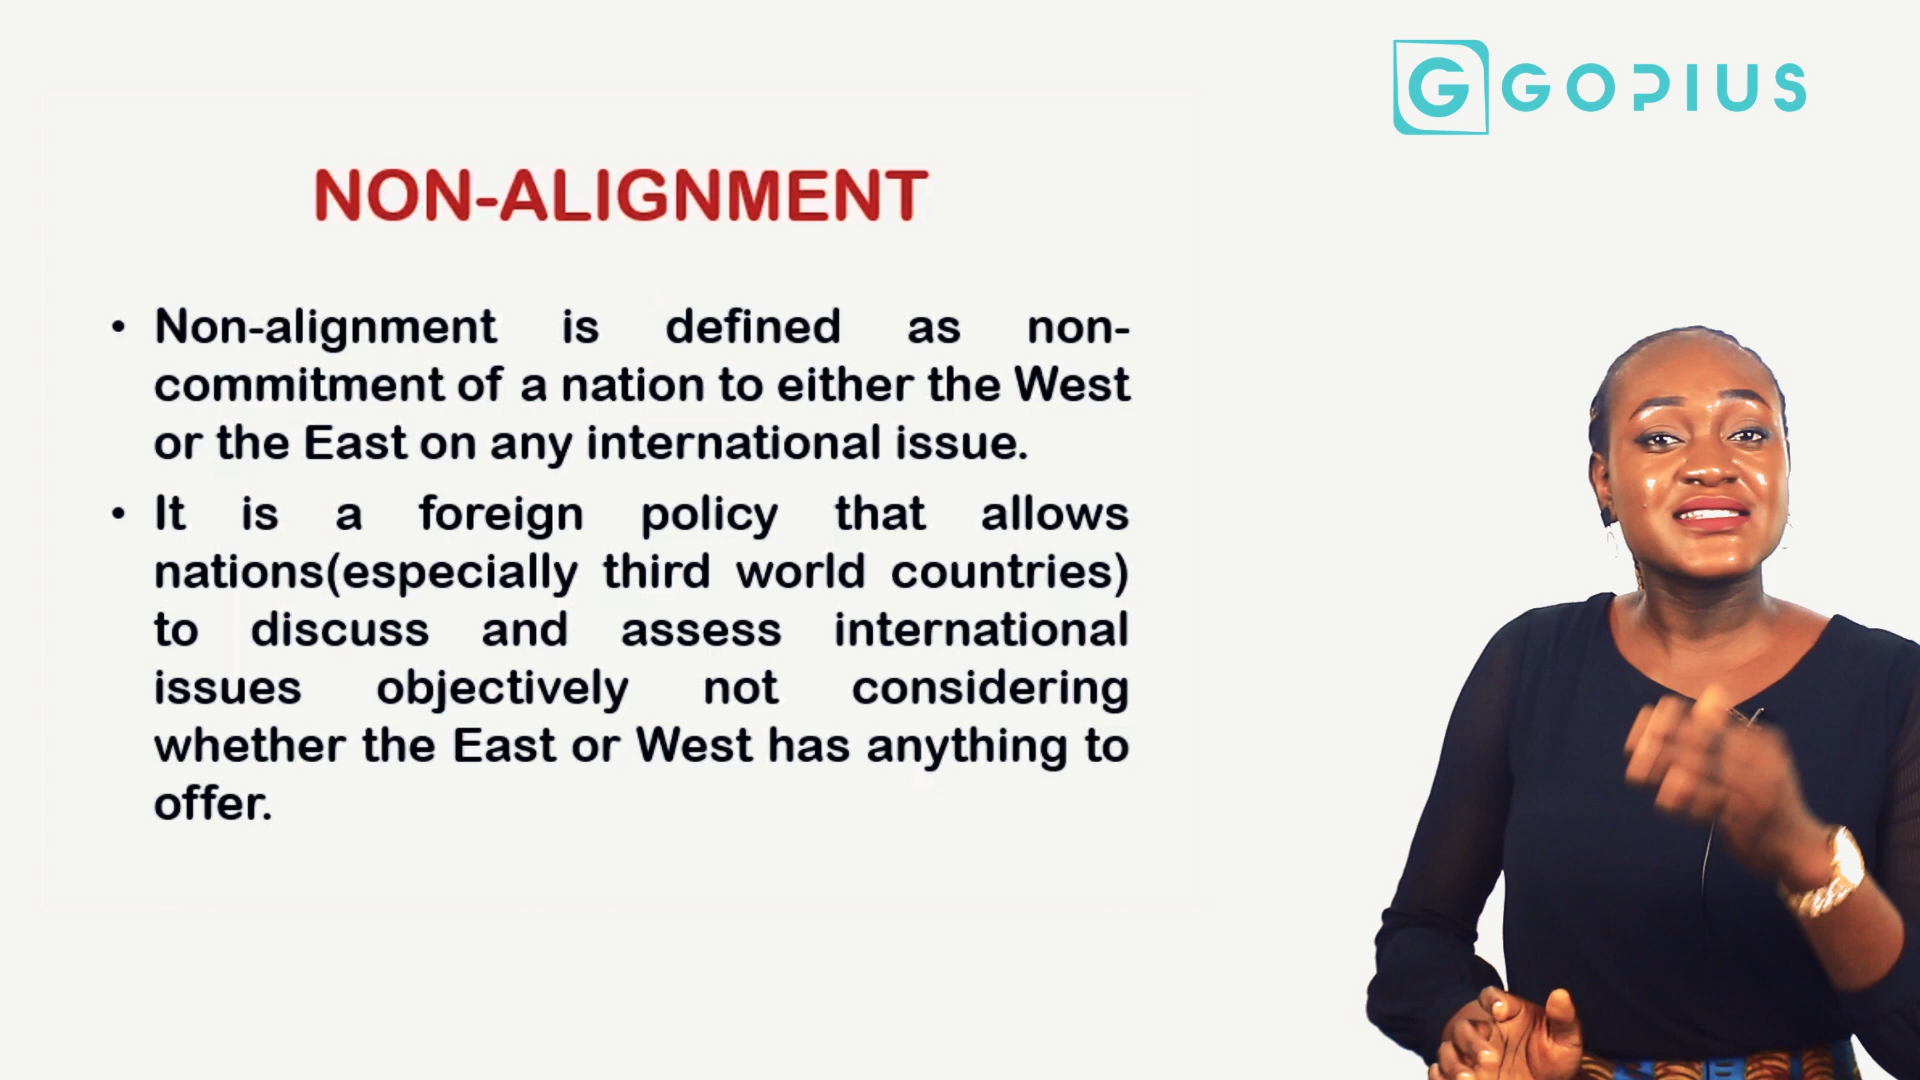 GOPIUS
NON-ALIGNMENT
• Non-alignment is defined as non-
commitment of a nation to either the West
or the East on any international issue.
• It is a foreign policy that allows
nations(especially third world countries)
to discuss and assess international
issues objectively not considering
whether the East or West has anything to
offer.